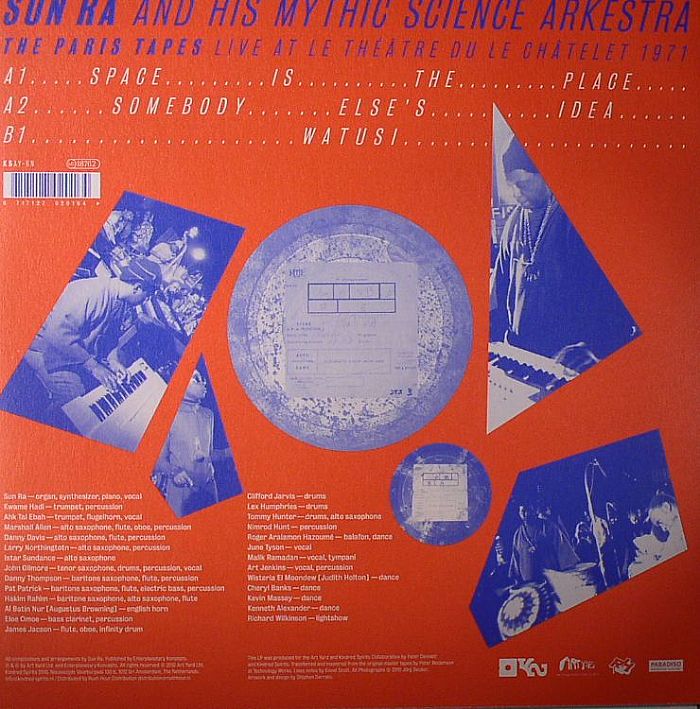 SUN RA AND HIS MYTHIC SCIENCE ARKESTRA
THE PARIS TAPES LIVE AT LE THÉÂTRE DU LE CHÂTELET 1971
A1.....SPACE.........IS..........THE.........PLACE.....
A2......SOMEBODY.......ELSE'S..........IDEA......
B1...................WATUSI.............................
Sun Ra — organ, synthesizer, piano, vocal
Kwame Hadi — trumpet, percussion
Ahk Tal Ebah — trumpet, flugelhorn, vocal
Marshall Allen — alto saxophone, flute, oboe, percussion
Danny Davis — alto saxophone, flute, percussion
Larry Northington — alto saxophone, percussion
Istar Sundance — alto saxophone
John Gilmore — tenor saxophone, drums, percussion, vocal
Danny Thompson — baritone saxophone, flute, percussion
Pat Patrick — baritone saxophone, flute, electric bass, percussion
Hakim Rahim — baritone saxophone, alto saxophone, flute
Al Batin Nur (Augustus Browning) — english horn
Eloe Omoe — bass clarinet, percussion
James Jacson — flute, oboe, infinity drum
Clifford Jarvis — drums
Lex Humphries — drums
Tommy Hunter — drums, alto saxophone
Nimrod Hunt — percussion
Roger Aralamon Hazoumé — balafon, dance
June Tyson — vocal
Malik Ramadan — vocal, tympani
Art Jenkins — vocal, percussion
Wisteria El Moondew (Judith Holton) — dance
Cheryl Banks — dance
Kevin Massey — dance
Kenneth Alexander — dance
Richard Wilkinson — lightshow
PARADISO